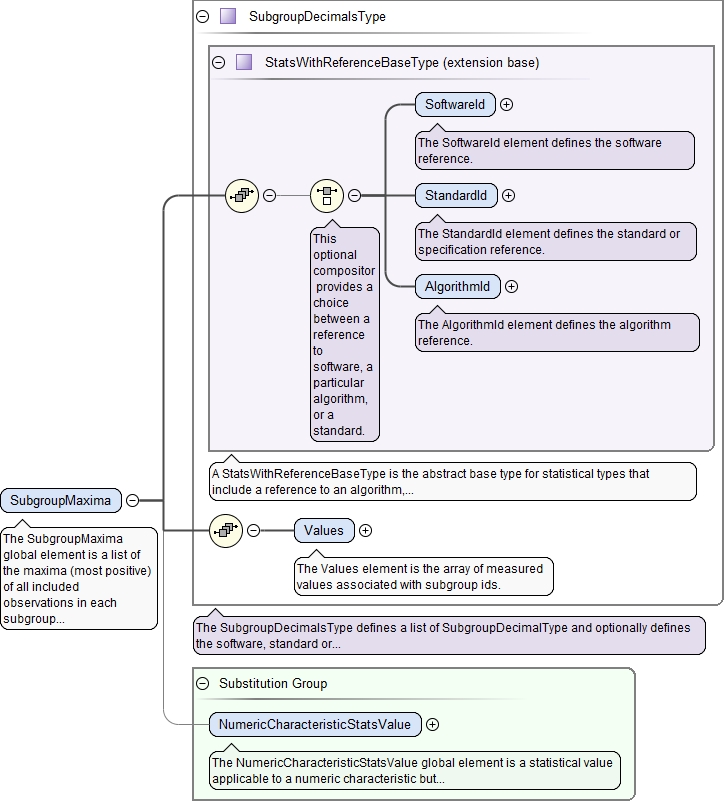 SubgroupDecimalsType
StatsWithReferenceBaseType (extension base)
SoftwareId
The SoftwareId element defines the software
reference.
StandardId
The StandardId element defines the standard or
specification reference.
This
optional
compositor
provides a
choice
between a
reference
to
software, a
particular
algorithm,
or a
standard.
AlgorithmId
The AlgorithmId element defines the algorithm
reference.
A StatsWithReferenceBaseType is the abstract base type for statistical types that
include a reference to an algorithm,...
SubgroupMaxima
The SubgroupMaxima
global element is a list of
the maxima (most positive)
of all included
observations in each
subgroup...
Values
The Values element is the array of measured
values associated with subgroup ids.
The SubgroupDecimalsType defines a list of SubgroupDecimalType and optionally defines
the software, standard or...
Substitution Group
NumericCharacteristicStatsValue
The NumericCharacteristicStatsValue global element is a statistical value
applicable to a numeric characteristic but...